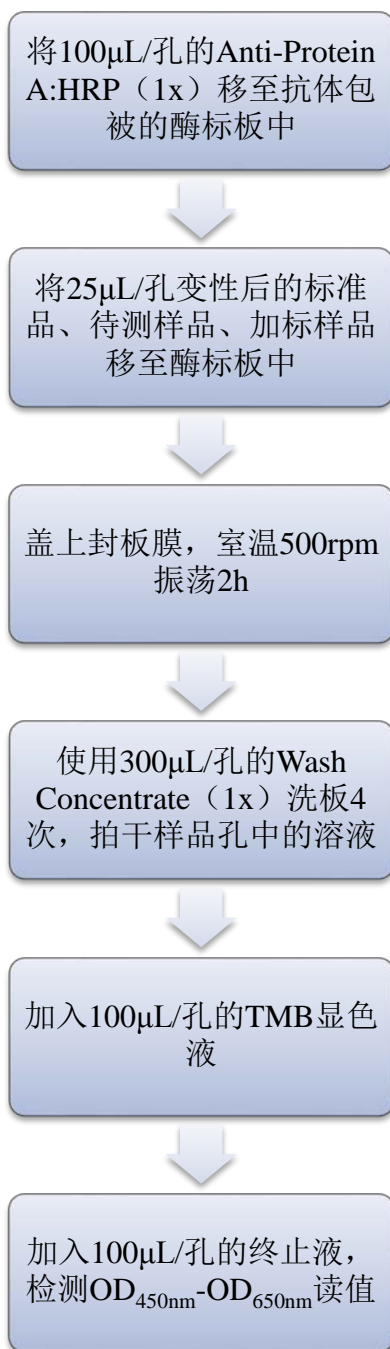 将100μL/孔的Anti-Protein
A:HRP（1x）移至抗体包
被的酶标板中
将25μL/孔变性后的标准
品、待测样品、加标样品
移至酶标板中
盖上封板膜，室温500rpm
振荡2h
使用300μL/孔的Wash
Concentrate（1x）洗板4
次，拍干样品孔中的溶液
加入100μL/孔的TMB显色
液
加入100μL/孔的终止液，
检测OD450nm-OD650nm读值